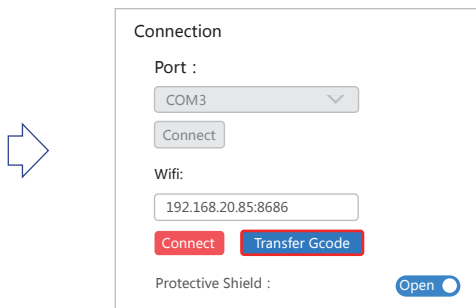 Connection
Port :
COM3
Connect
Wifi:
192.168.20.85:8686
Connect Transfer Gcode
Protective Shield : Open